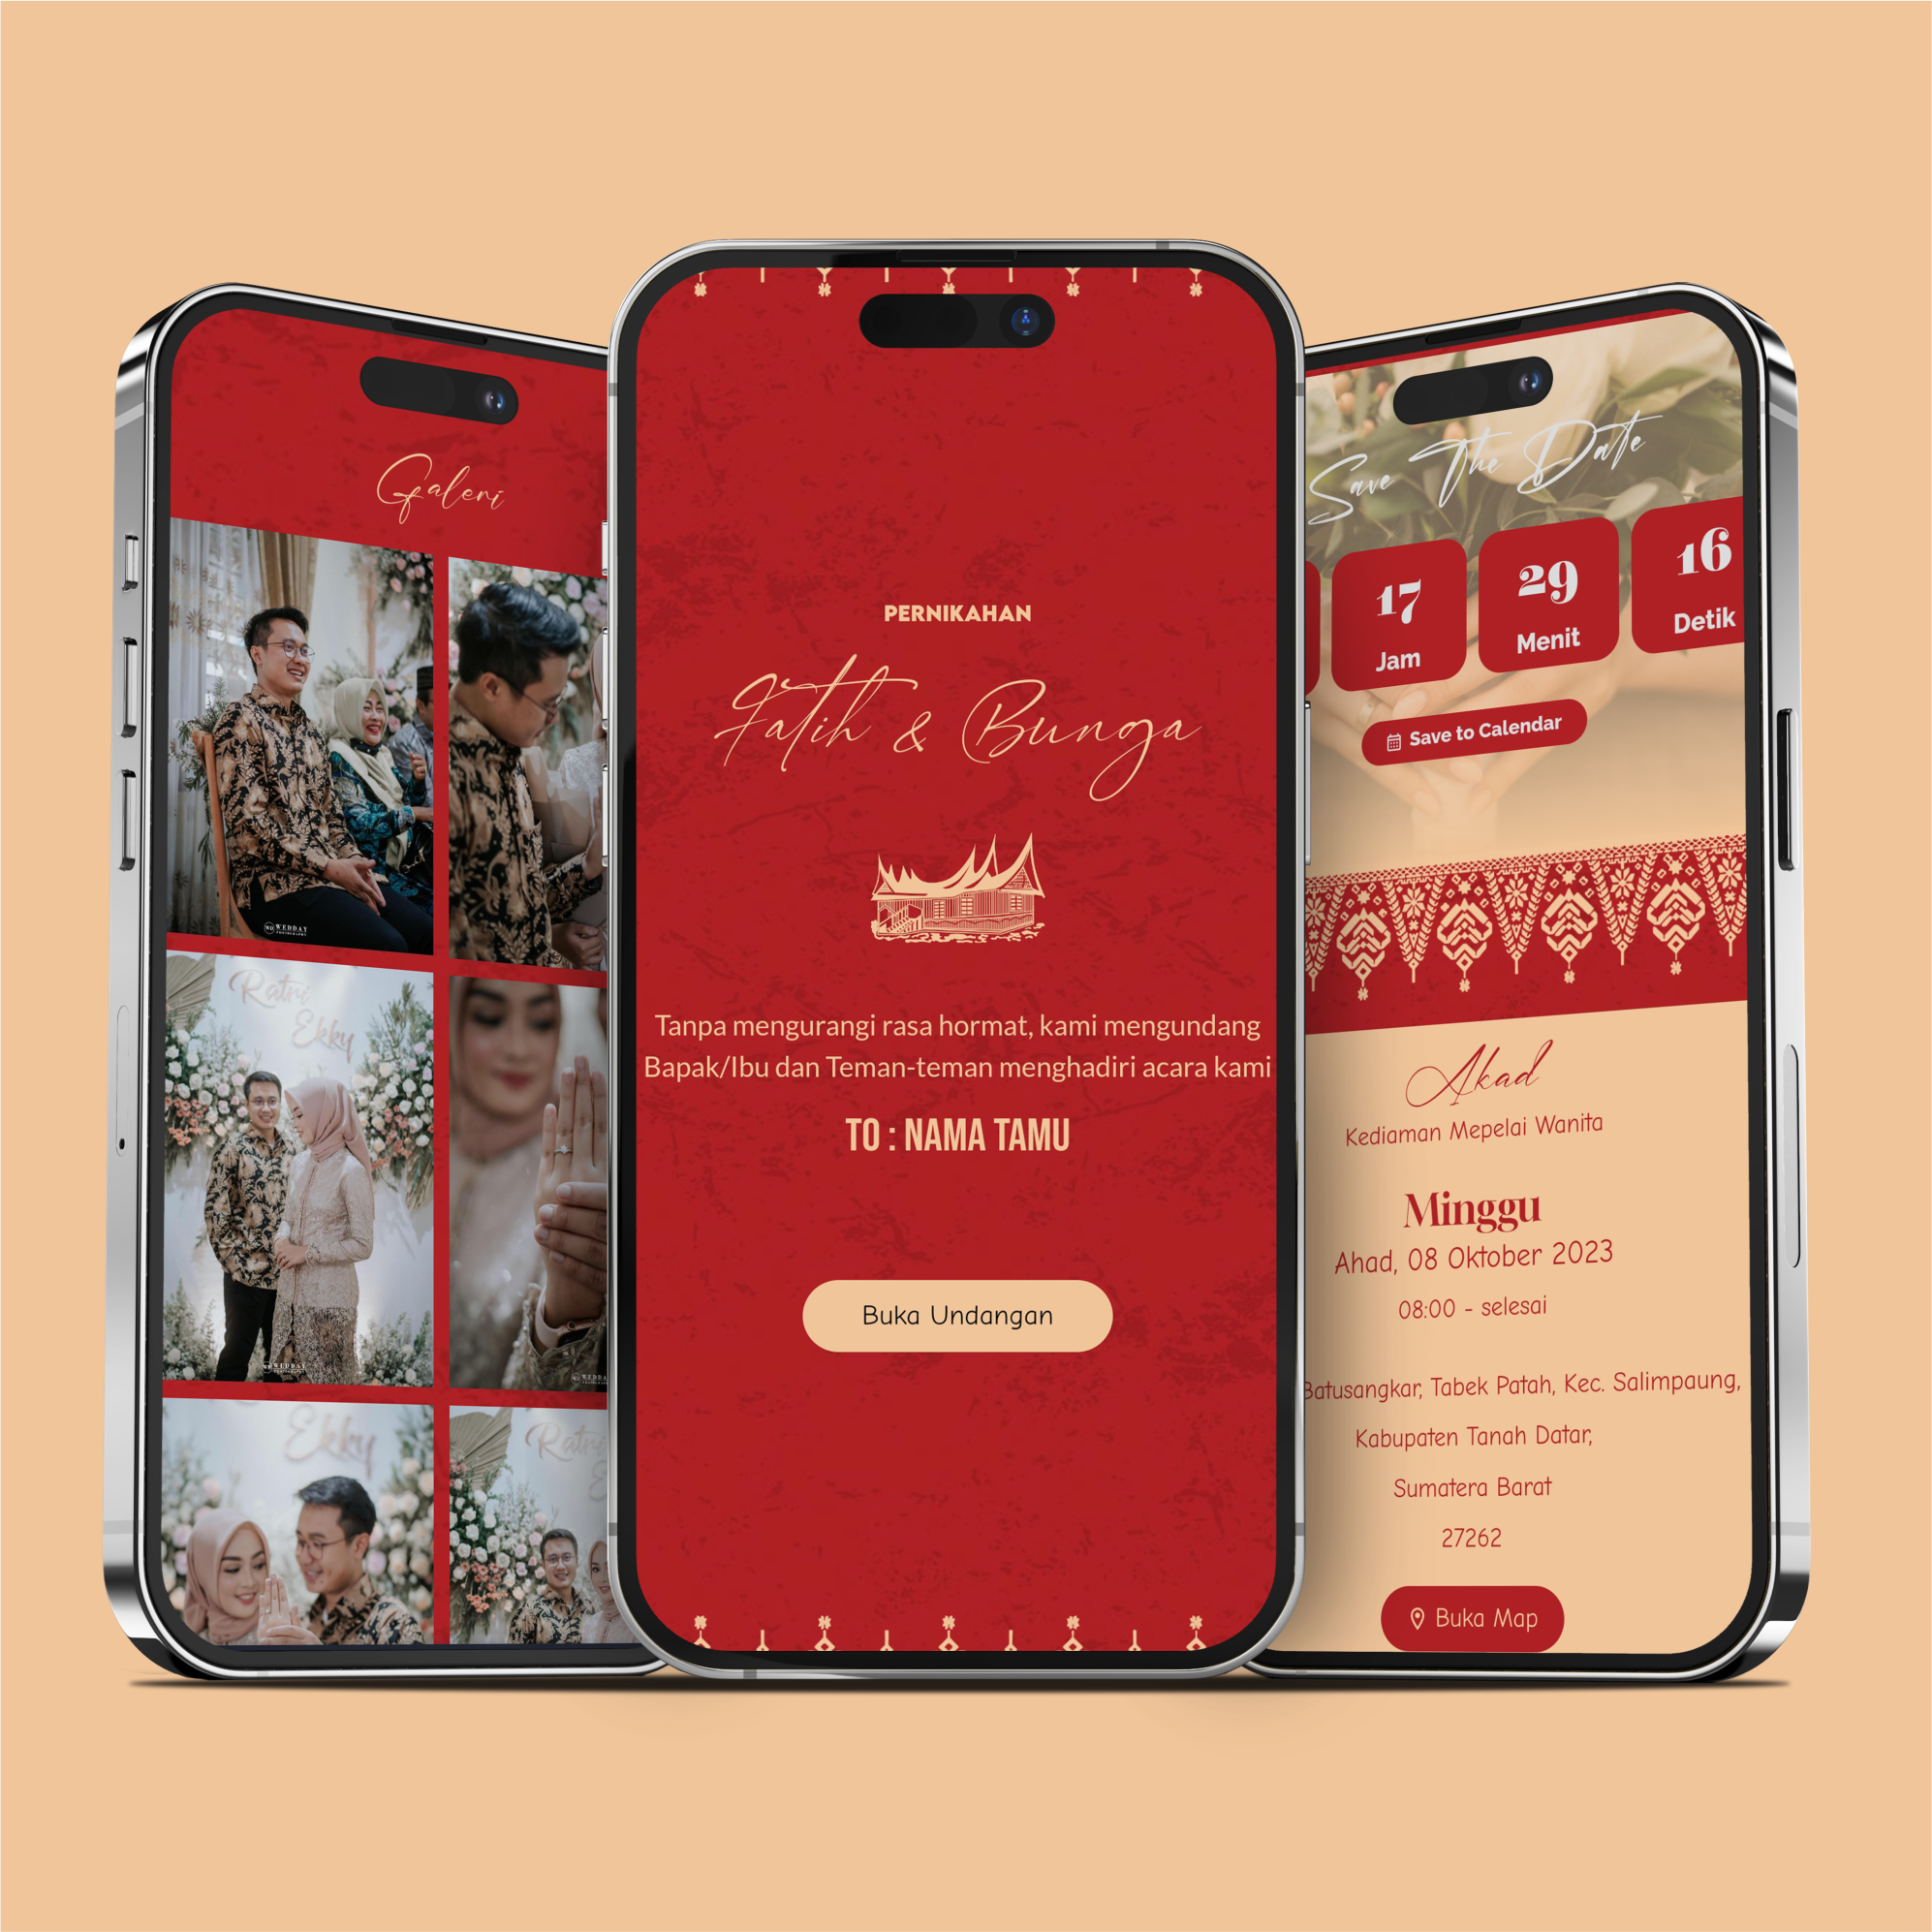 Galeri
WEDDAY
PHOTOGRAPHY
Ratri
Ekky
WEDDAY
Ekky
Ratri
PERNIKAHAN
Fatih & Bunga
Tanpa mengurangi rasa hormat, kami mengundang
Bapak/Ibu dan Teman-teman menghadiri acara kami
TO : NAMA TAMU
Buka Undangan
Save The Date
17
Jam
29
Menit
16
Detik
Save to Calendar
Akad
Kediaman Mepelai Wanita
Minggu
Ahad, 08 Oktober 2023
08:00 - selesai
Batusangkar, Tabek Patah, Kec. Salimpaung,
Kabupaten Tanah Datar,
Sumatera Barat
27262
Buka Map